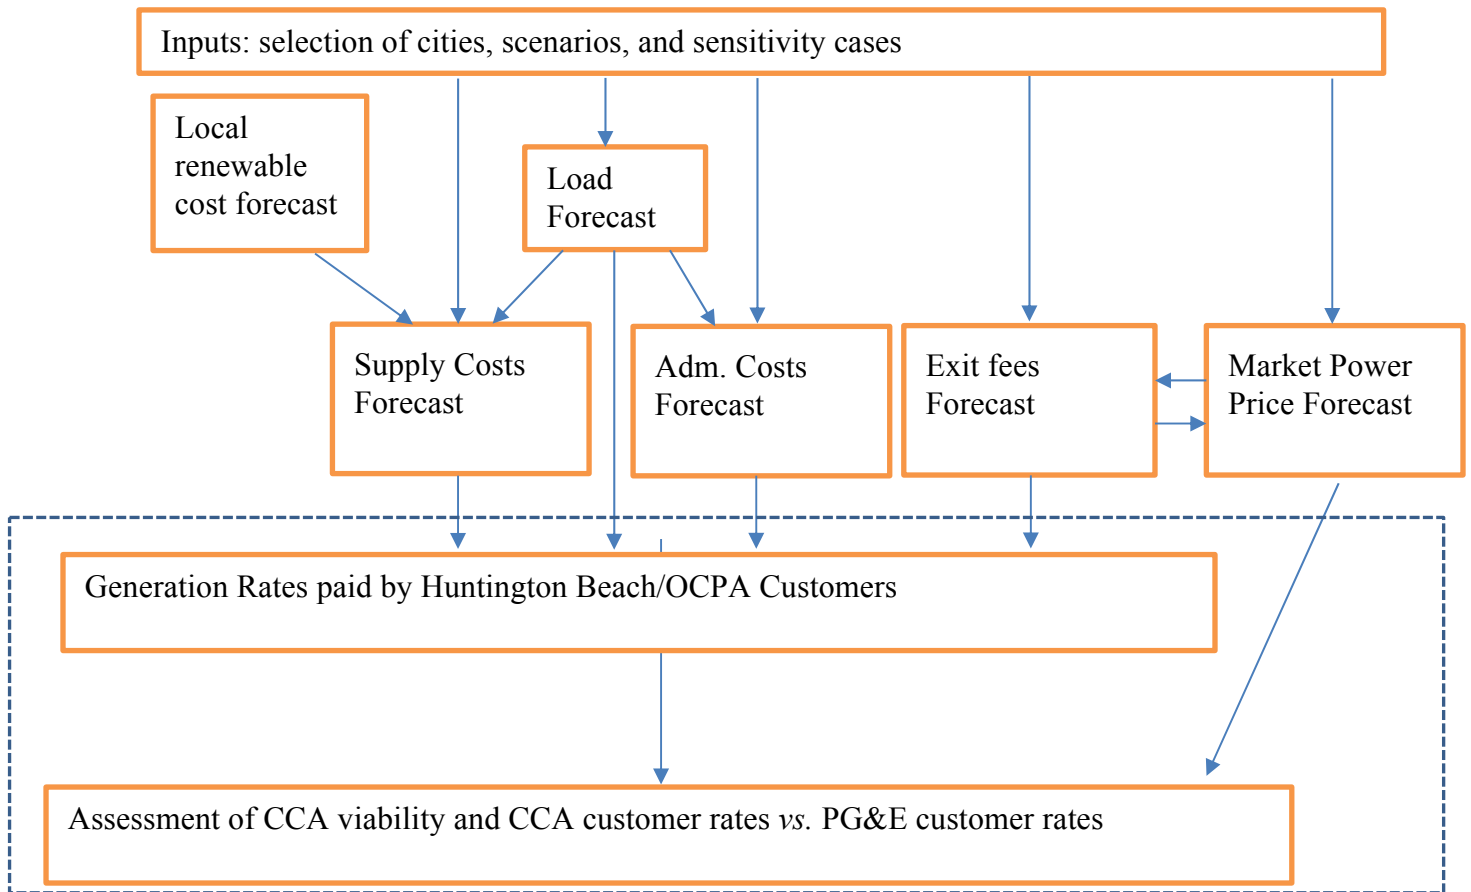 Inputs: selection of cities, scenarios, and sensitivity cases
Local
renewable
cost forecast
Load
Forecast
Supply Costs
Forecast
Adm. Costs
Forecast
Exit fees
Forecast
Market Power
Price Forecast
Generation Rates paid by Huntington Beach/OCPA Customers
Assessment of CCA viability and CCA customer rates vs. PG&E customer rates